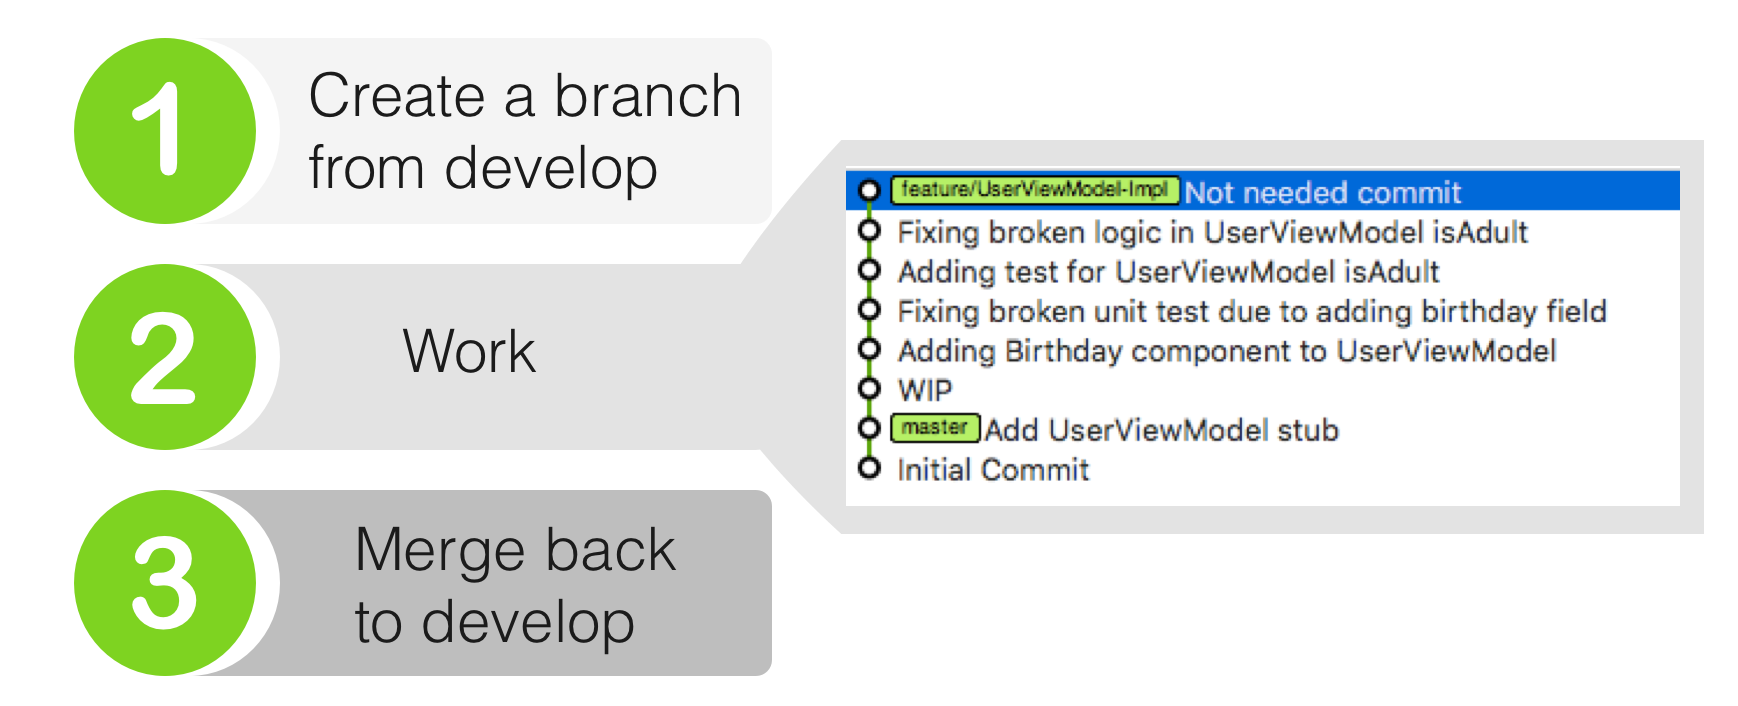 1
Create a branch
from develop
2
Work
3
Merge back
to develop
feature/UserViewModel-Impl Not needed commit
Fixing broken logic in UserViewModel isAdult
Adding test for UserViewModel isAdult
Fixing broken unit test due to adding birthday field
Adding Birthday component to UserViewModel
WIP
master Add UserViewModel stub
Initial Commit